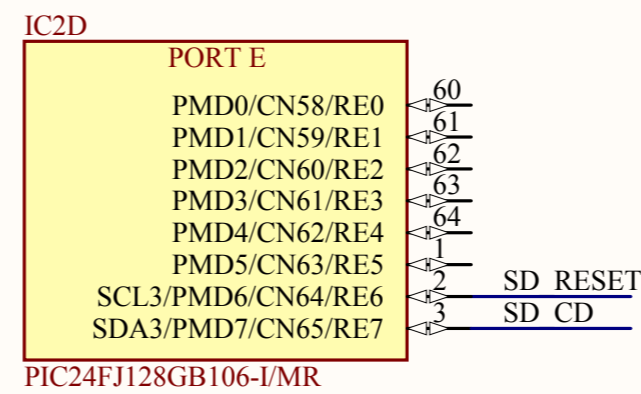 IC2D
PORT E
PMD0/CN58/RE0 60
PMD1/CN59/RE1 61
PMD2/CN60/RE2 62
PMD3/CN61/RE3 63
PMD4/CN62/RE4 64
PMD5/CN63/RE5 1
SCL3/PMD6/CN64/RE6 2 SD_RESET
SDA3/PMD7/CN65/RE7 3 SD_CD
PIC24FJ128GB106-I/MR